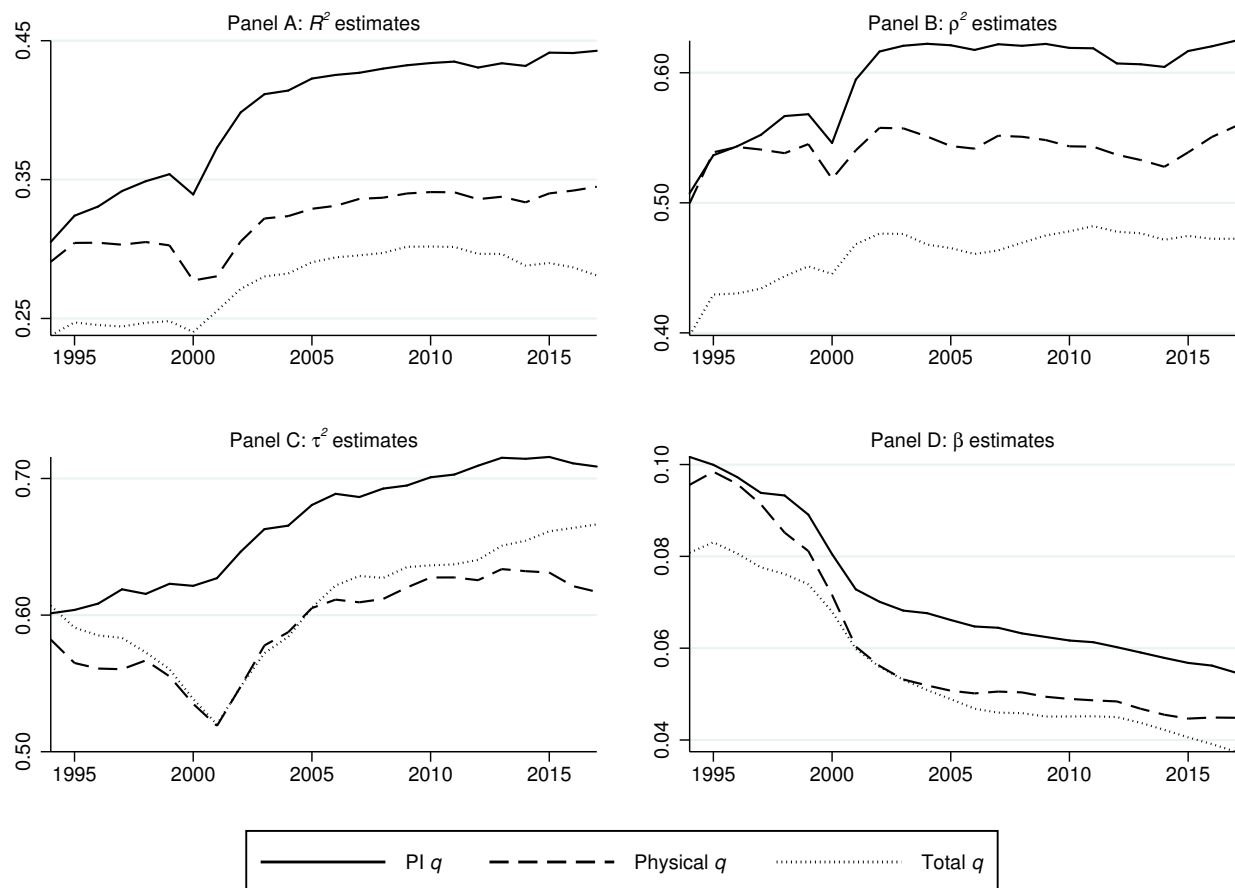 Panel A: R² estimates
0.45
0.35
0.25
1995 2000 2005 2010 2015
Panel B: ρ² estimates
0.60
0.50
0.40
1995 2000 2005 2010 2015
Panel C: τ² estimates
0.70
0.60
0.50
1995 2000 2005 2010 2015
Panel D: β estimates
0.10
0.08
0.06
0.04
1995 2000 2005 2010 2015
PI q Physical q Total q